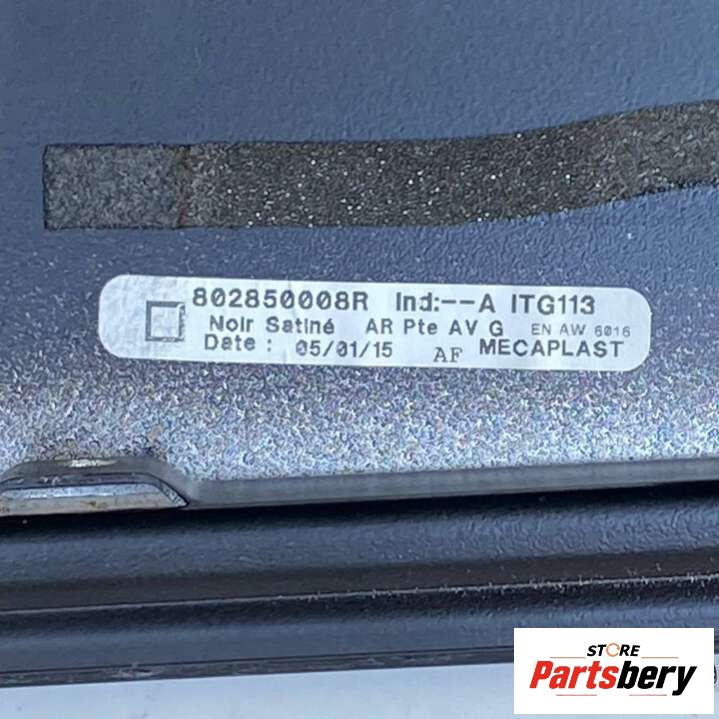 802850008R Ind:--A ITG113
Noir Satiné AR Pte AV G EN AW 6016
Date : 05/01/15 AF MECAPLAST
STORE
Partsbery